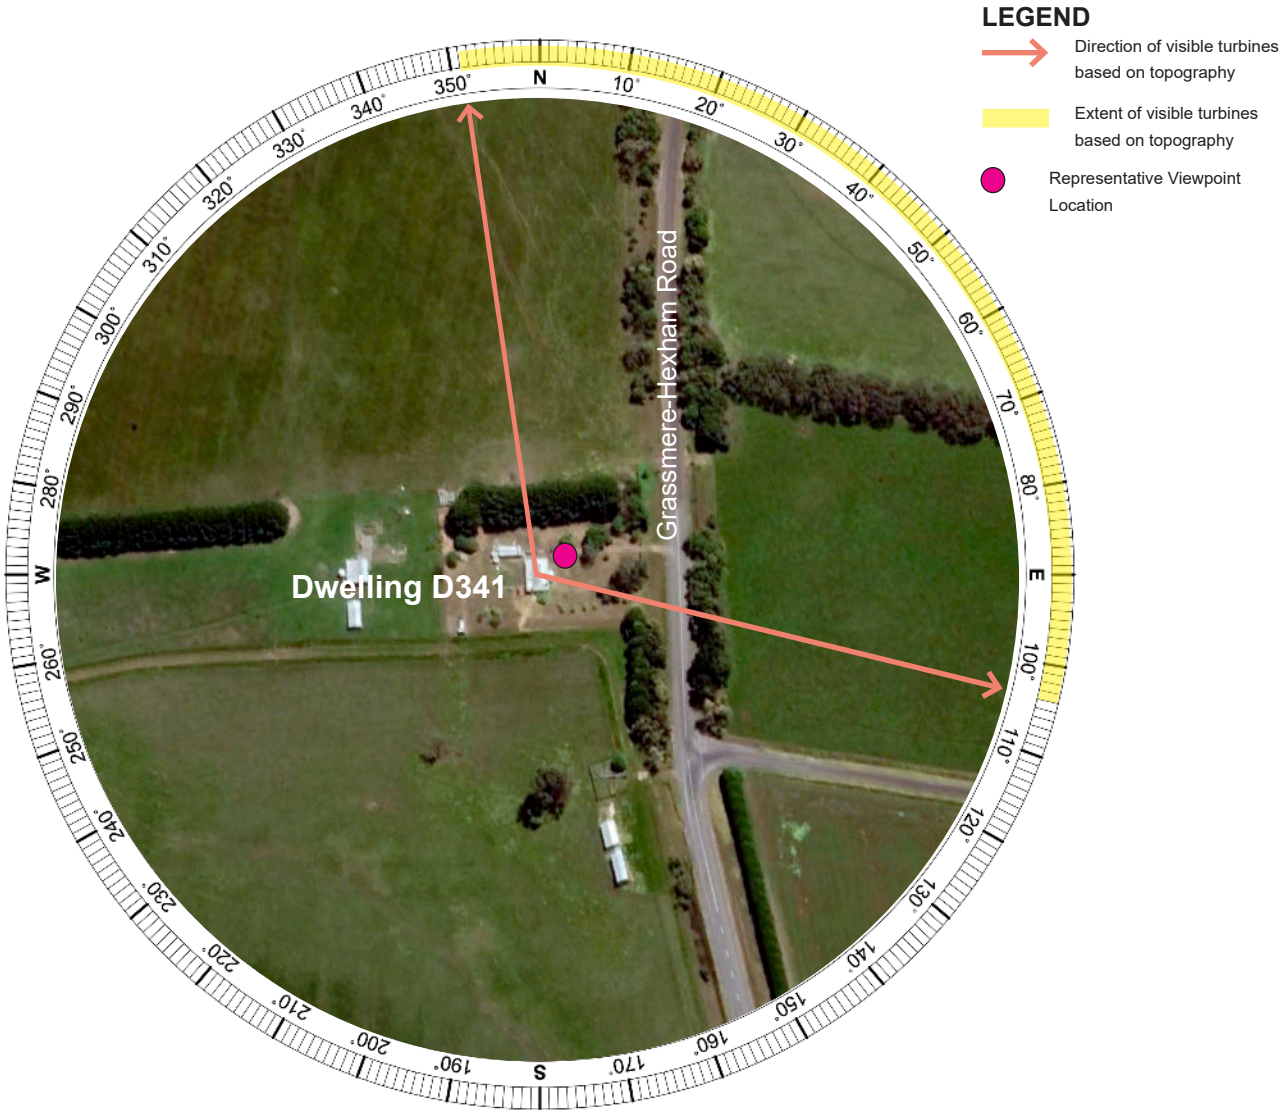 LEGEND
Direction of visible turbines
based on topography
Extent of visible turbines
based on topography
Representative Viewpoint
Location
N
10°
20°
30°
40°
50°
60°
70°
80°
E
100°
110°
120°
130°
140°
150°
160°
170°
S
190°
200°
210°
220°
230°
240°
250°
260°
W
280°
290°
300°
310°
320°
330°
340°
350°
Grassmere-Hexham Road
Dwelling D341